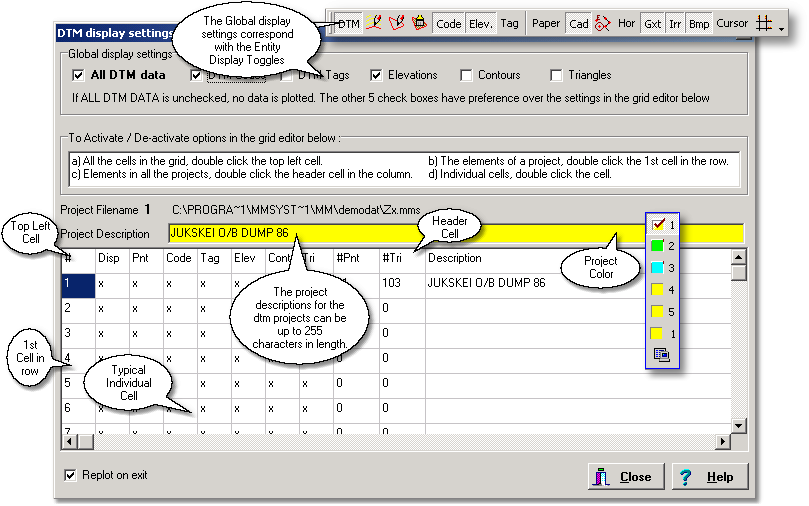 DTM Code Elev. Tag Paper Cad Hor Gxt Irr Bmp Cursor
The Global display
settings correspond
with the Entity
Display Toggles
DTM display settings
Global display settings
All DTM data DTM Tags Elevations Contours Triangles
If ALL DTM DATA is unchecked, no data is plotted. The other 5 check boxes have preference over the settings in the grid editor below
To Activate / De-activate options in the grid editor below :
a) All the cells in the grid, double click the top left cell. b) The elements of a project, double click the 1st cell in the row.
c) Elements in all the projects, double click the header cell in the column. d) Individual cells, double click the cell.
Project Filename 1 C:\PROGRA~1\MMSYST~1\MM\demodat\Zx.mms
Project Description JUKSKEI O/B DUMP 86
Top Left
Cell
Header
Cell
Project
Color
1
2
3
4
5
1
# Disp Pnt Code Tag Elev Cont Tri #Pnt #Tri Description
1 x x x x x 103 JUKSKEI O/B DUMP 86
2 x x x x x 0
3 x x x x x 0
4 x x x x 0
5 x x x x x 0 0
6 x x x x 0 0
7 x x x x x 0 0
The project
descriptions for the
dtm projects can be
up to 255
characters in length.
1st
Cell in
row
Typical
Individual
Cell
Replot on exit
Close
? Help